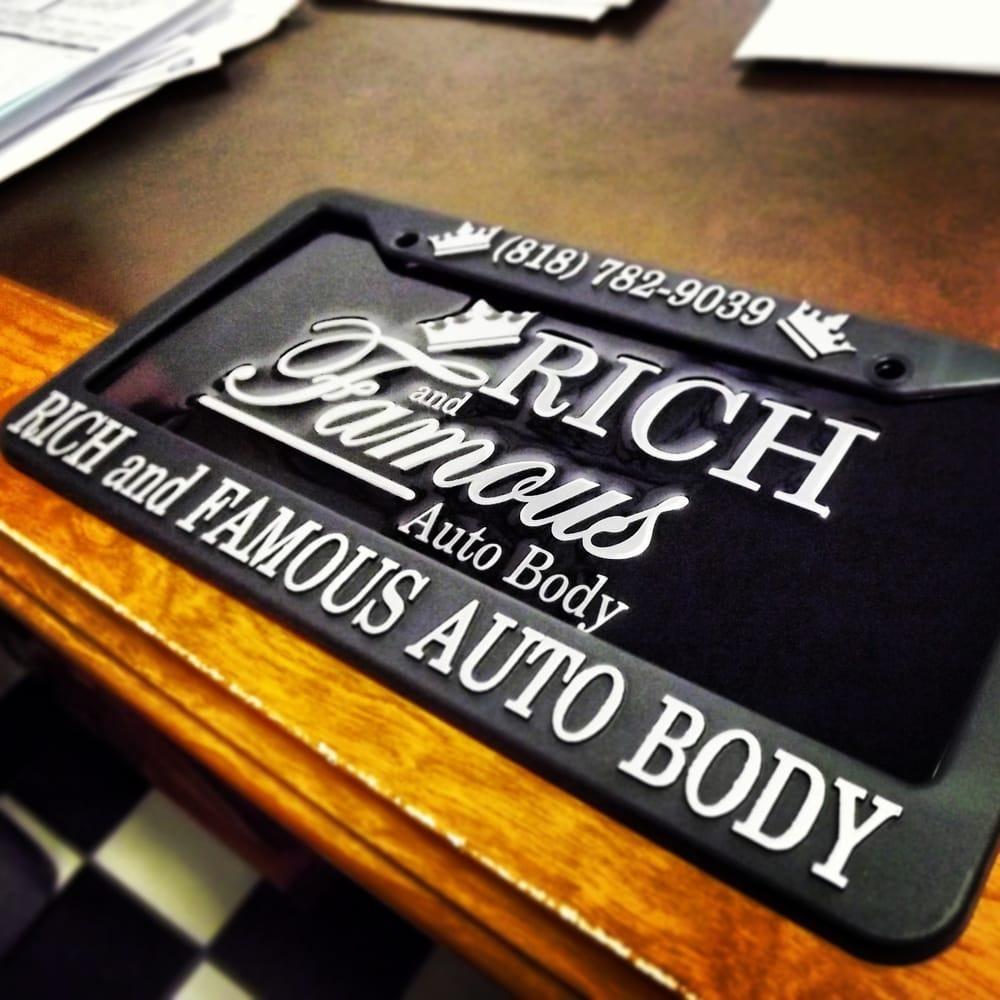 (818) 782-9039
RICH
and
Famous
Auto Body
RICH and FAMOUS AUTO BODY